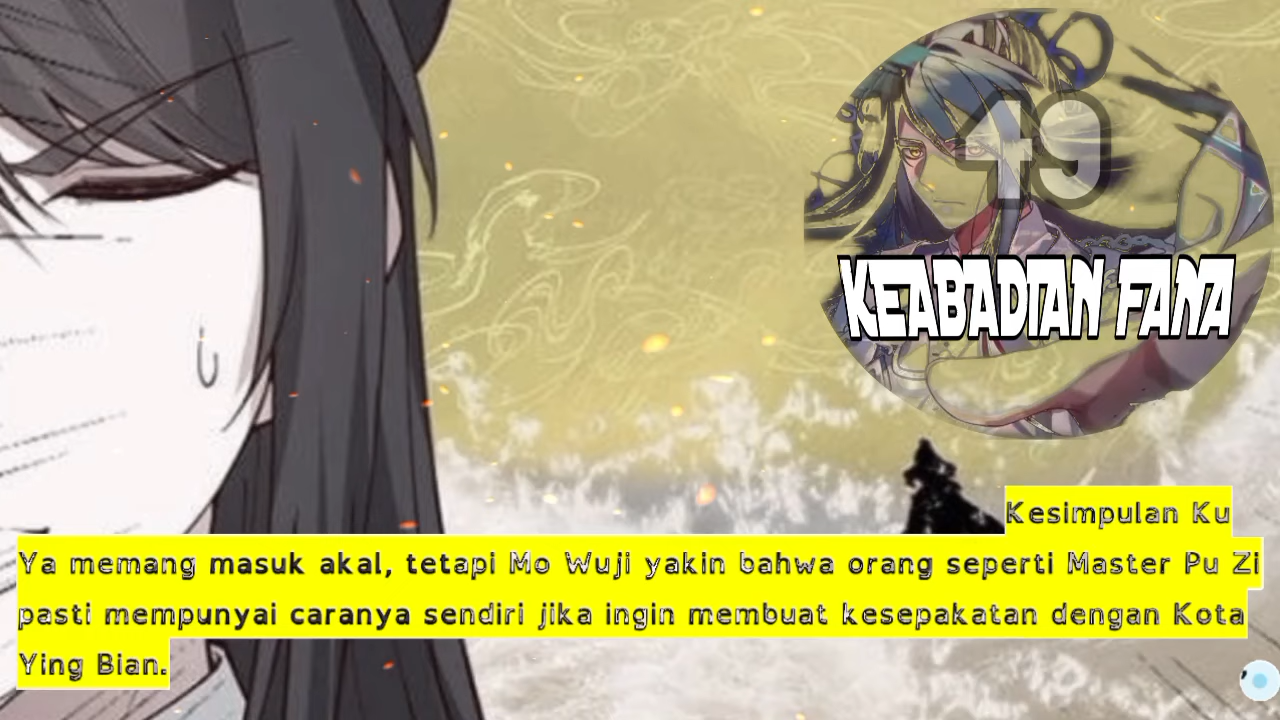 49
KEABADIAN FANA
Kesimpulan Ku
Ya memang masuk akal, tetapi Mo Wuji yakin bahwa orang seperti Master Pu Zi
pasti mempunyai caranya sendiri jika ingin membuat kesepakatan dengan Kota
Ying Bian.